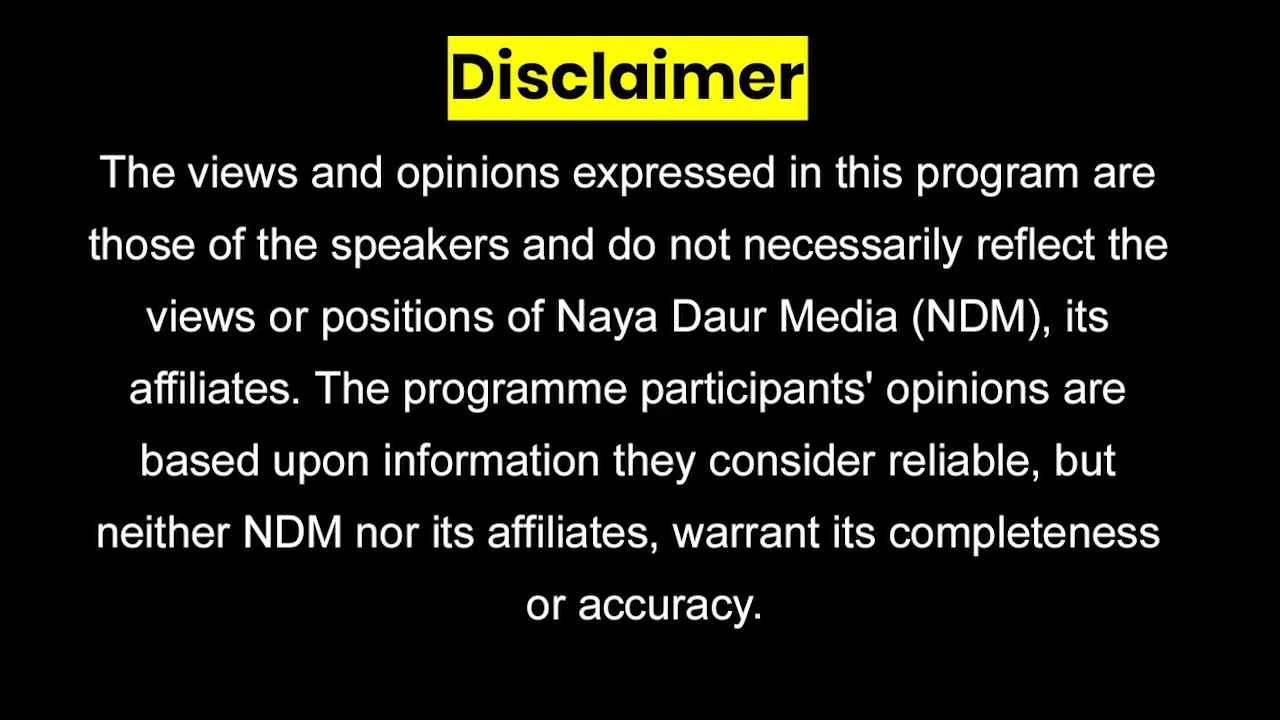 Disclaimer
The views and opinions expressed in this program are
those of the speakers and do not necessarily reflect the
views or positions of Naya Daur Media (NDM), its
affiliates. The programme participants' opinions are
based upon information they consider reliable, but
neither NDM nor its affiliates, warrant its completeness
or accuracy.